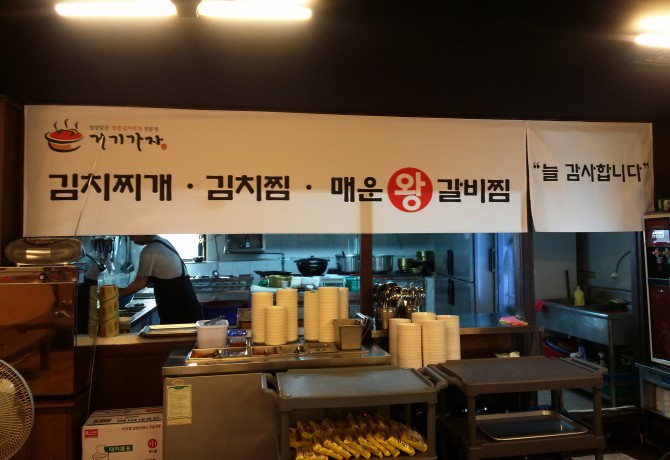 거기가자
김치찌개 · 김치찜 · 매운 왕 갈비찜
"늘 감사합니다"